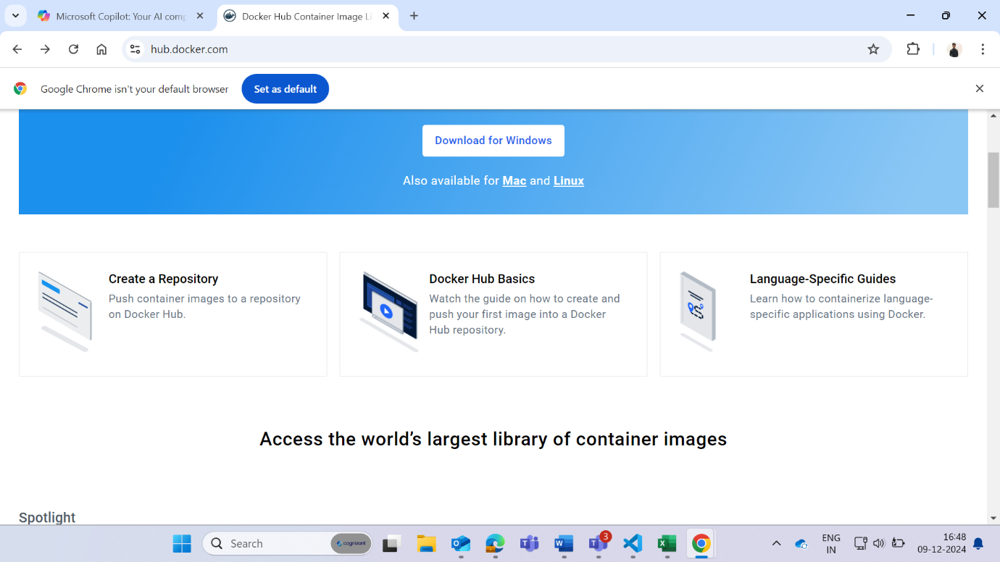 Microsoft Copilot: Your AI comp
Docker Hub Container Image Li
hub.docker.com
Google Chrome isn't your default browser
Set as default
Download for Windows
Also available for Mac and Linux
Create a Repository
Push container images to a repository
on Docker Hub.
Docker Hub Basics
Watch the guide on how to create and
push your first image into a Docker
Hub repository.
Language-Specific Guides
Learn how to containerize language-
specific applications using Docker.
Access the world’s largest library of container images
Spotlight
Search
cognizant
3
ENG
IN
16:48
09-12-2024